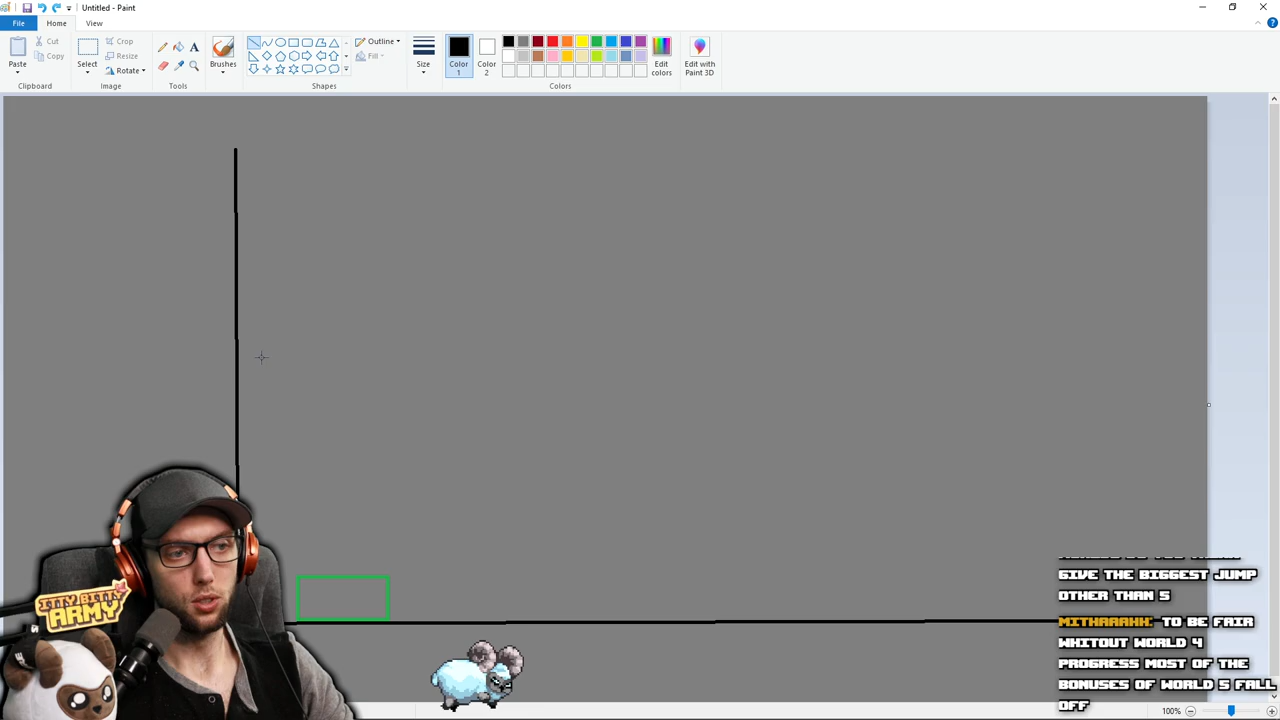 Untitled - Paint
File
Home
View
Paste
Cut
Copy
Clipboard
Select
Crop
Resize
Rotate
Image
A
Tools
Brushes
Outline
Fill
Shapes
Size
Color
1
Color
2
Edit
colors
Edit with
Paint 3D
Colors
ITTY BITTY
ARMY
GIVE THE BIGGEST JUMP
OTHER THAN 5
MITHRAAHH: TO BE FAIR
WHITOUT WORLD 4
PROGRESS MOST OF THE
BONUSES OF WORLD 5 FALL
OFF
100%